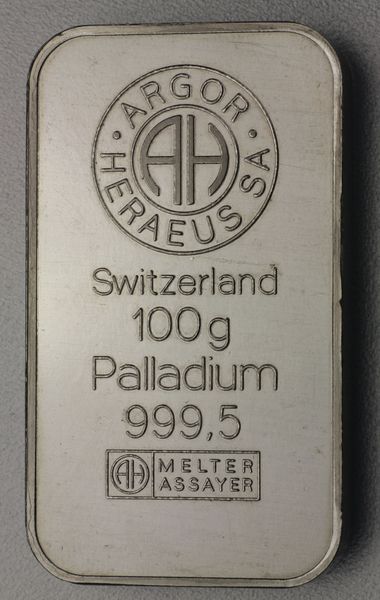 ARGOR
AH
HERAEUS SA
Switzerland
100g
Palladium
999,5
AH MELTER
ASSAYER